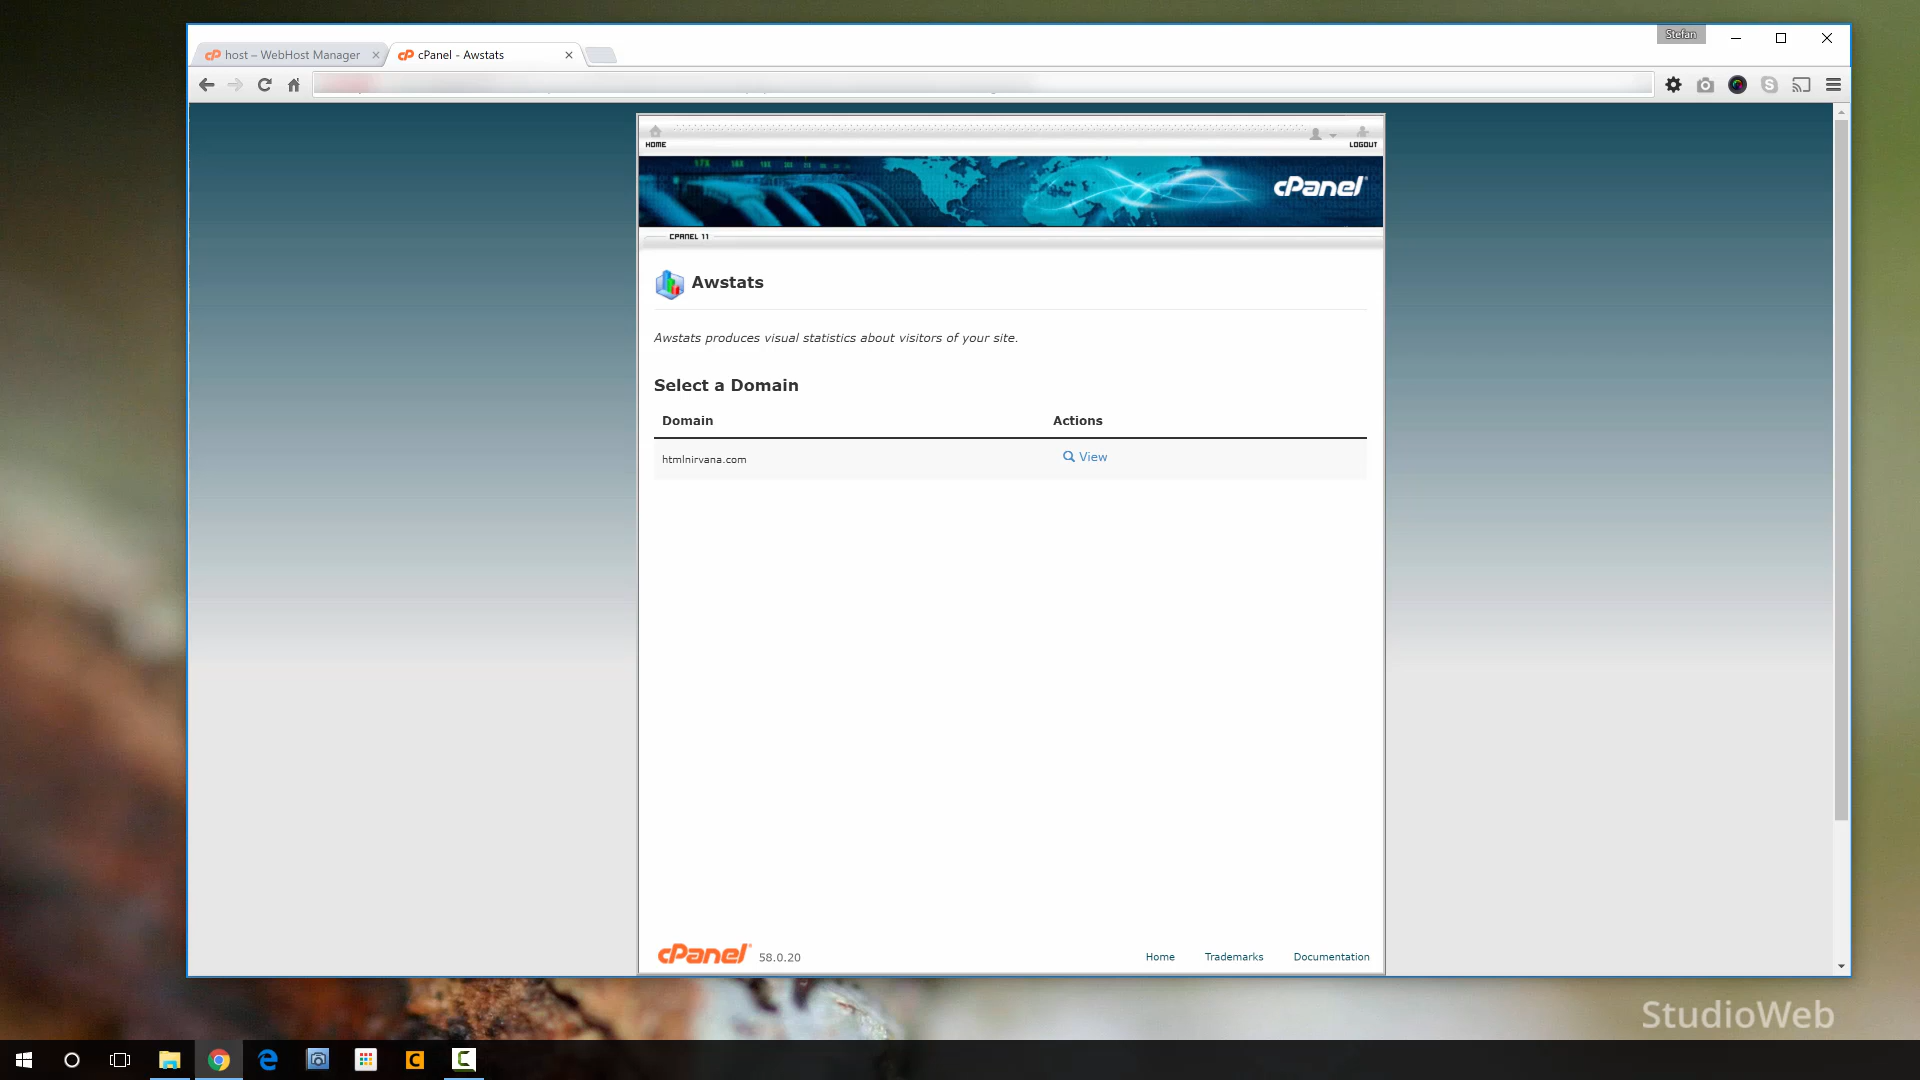 Stefan
host – WebHost Manager
cPanel - Awstats
HOME
LOGOUT
cPanel
CPANEL 11
Awstats
Awstats produces visual statistics about visitors of your site.
Select a Domain
Domain Actions
htmlnirvana.com View
cPanel 58.0.20 Home Trademarks Documentation
StudioWeb